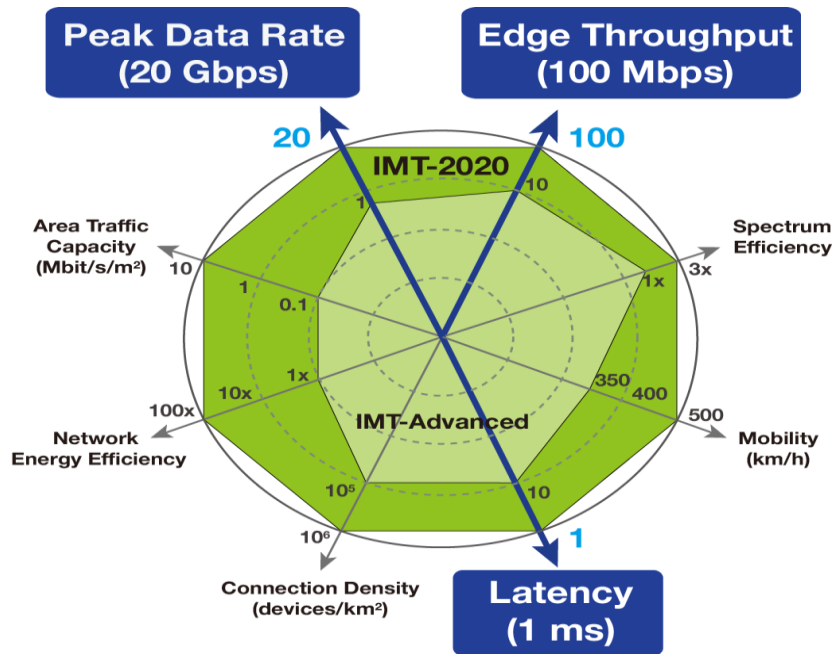 Peak Data Rate
(20 Gbps)
Edge Throughput
(100 Mbps)
20
100
IMT-2020
1
10
Area Traffic
Capacity
(Mbit/s/m²)
Spectrum
Efficiency
10
1
0.1
1x
3x
1x
10x
100x
350
400
500
Network
Energy Efficiency
IMT-Advanced
Mobility
(km/h)
10⁵
10
10⁶
1
Connection Density
(devices/km²)
Latency
(1 ms)